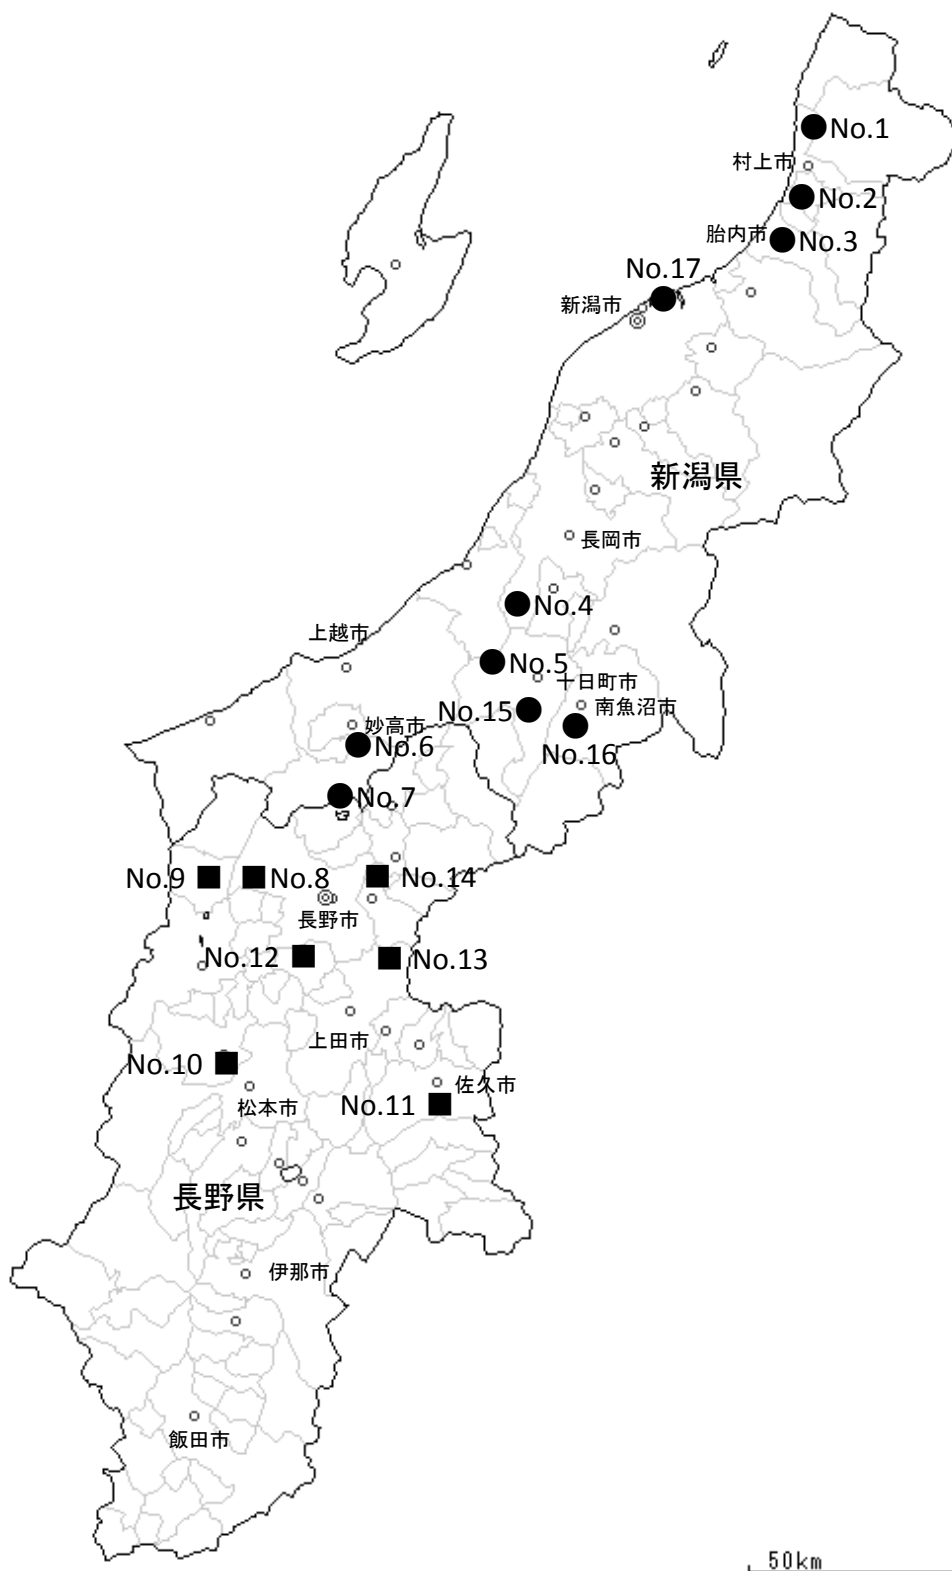 No.1
村上市
No.2
胎内市
No.3
No.17
新潟市
新潟県
長岡市
No.4
上越市
No.5
十日町市
No.15
南魚沼市
妙高市
No.6
No.16
No.7
No.9
No.8
No.14
長野市
No.12
No.13
上田市
No.10
佐久市
松本市
No.11
長野県
伊那市
飯田市
50km